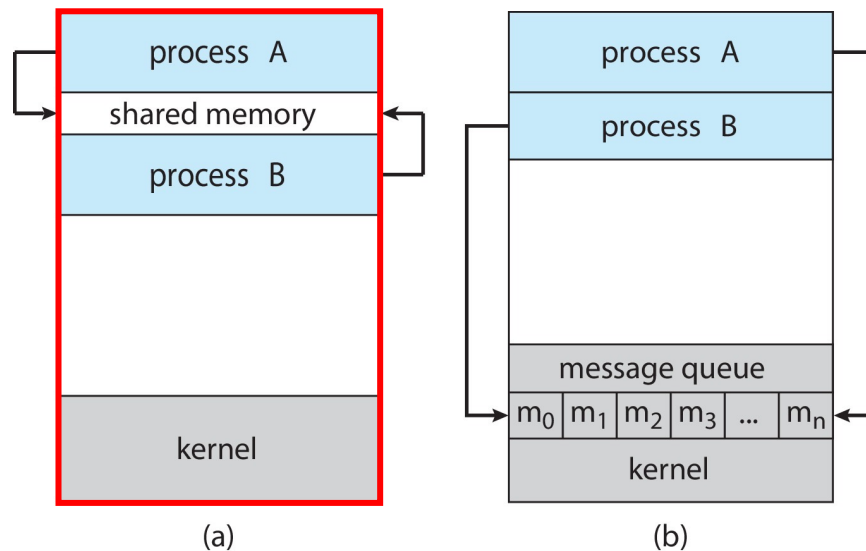 process A
shared memory
process B
kernel
(a)
process A
process B
message queue
m₀ m₁ m₂ m₃ ... mₙ
kernel
(b)